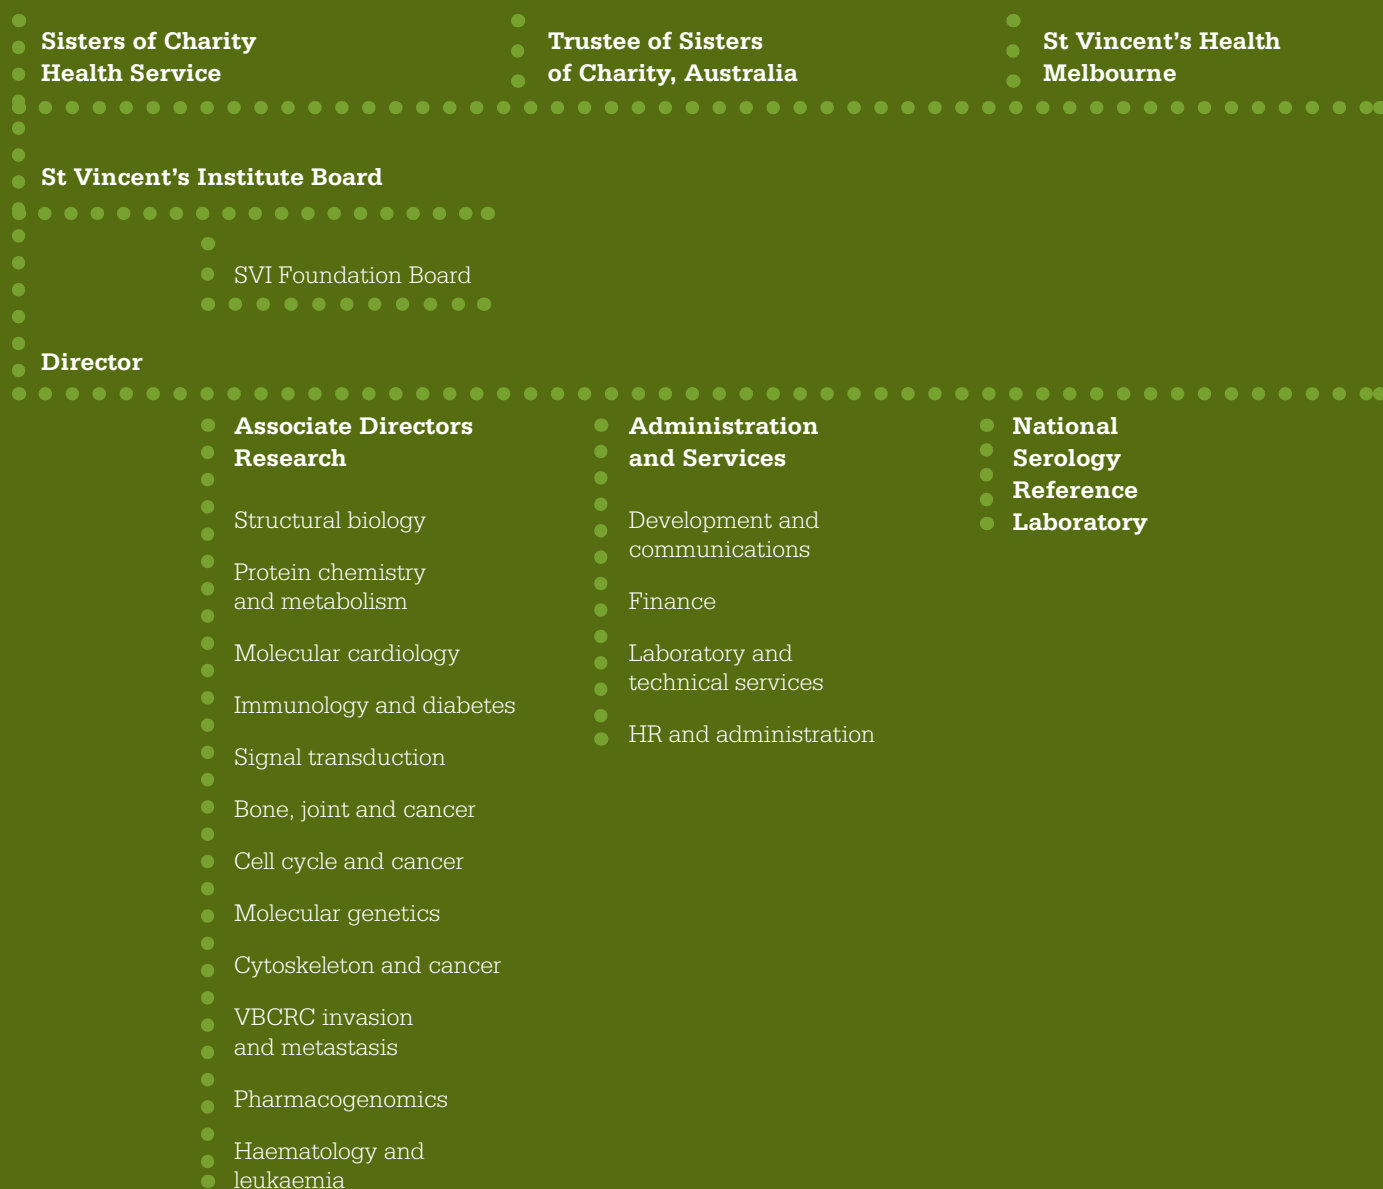 Sisters of Charity
Health Service
Trustee of Sisters
of Charity, Australia
St Vincent’s Health
Melbourne
St Vincent’s Institute Board
SVI Foundation Board
Director
Associate Directors
Research
Structural biology
Protein chemistry
and metabolism
Molecular cardiology
Immunology and diabetes
Signal transduction
Bone, joint and cancer
Cell cycle and cancer
Molecular genetics
Cytoskeleton and cancer
VBCRC invasion
and metastasis
Pharmacogenomics
Haematology and
leukaemia
Administration
and Services
Development and
communications
Finance
Laboratory and
technical services
HR and administration
National
Serology
Reference
Laboratory